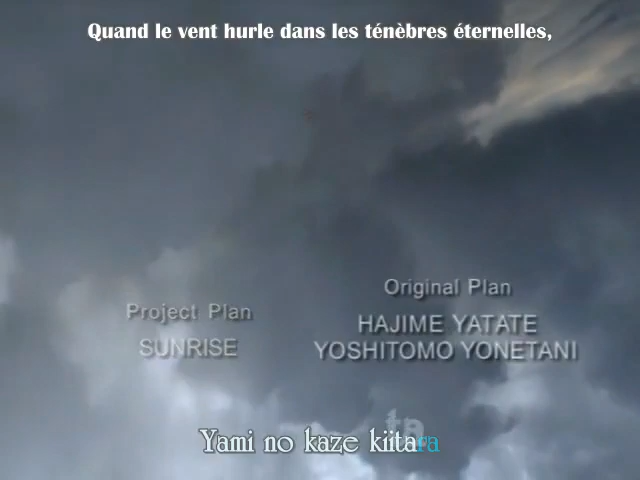 Quand le vent hurle dans les ténèbres éternelles,
Original Plan
Project Plan
HAJIME YATATE
SUNRISE
YOSHITOMO YONETANI
Yami no kaze kiitara